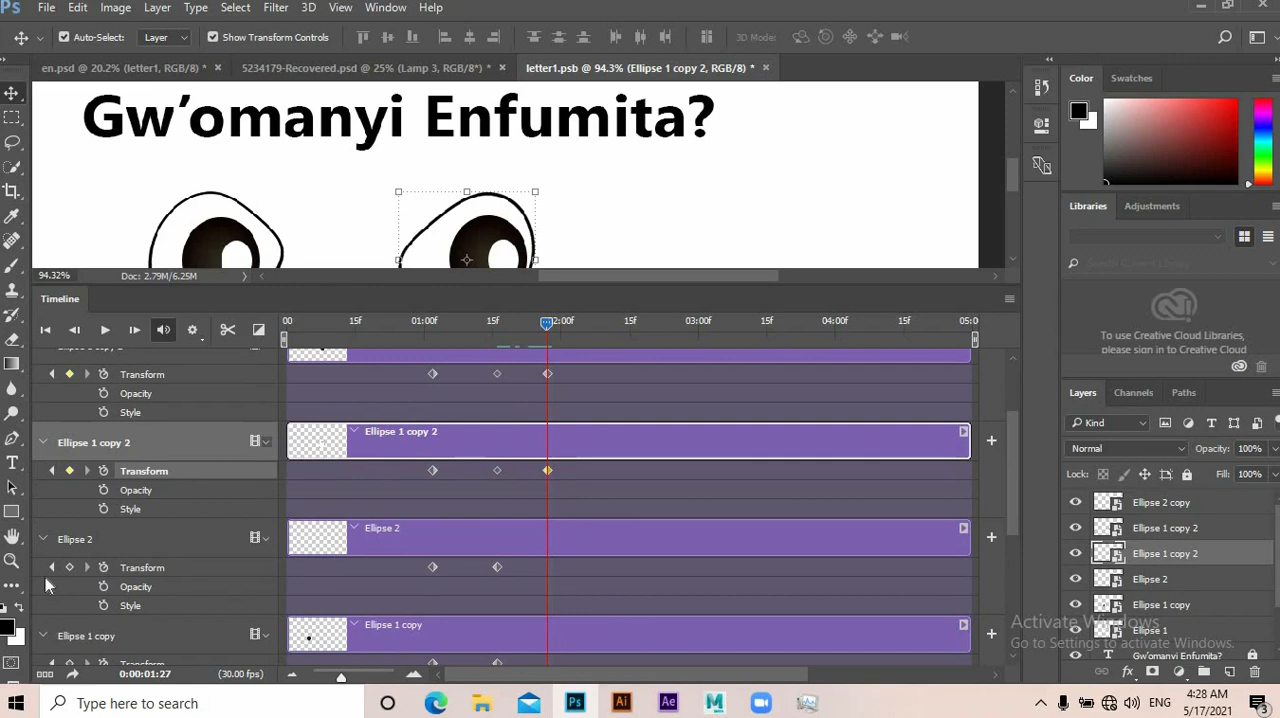 Ps File Edit Image Layer Type Select Filter 3D View Window Help
Auto-Select: Layer Show Transform Controls 3D Mode:
en.psd @ 20.2% (letter1, RGB/8) * × 5234179-Recovered.psd @ 25% (Lamp 3, RGB/8*) * × letter1.psb @ 94.3% (Ellipse 1 copy 2, RGB/8) * ×
Color Swatches
Gw’omanyi Enfumita?
Libraries Adjustments
94.32% Doc: 2.79M/6.25M
Timeline
To use Creative Cloud Libraries,
please sign in to Creative Cloud
00 15f 01:00f 15f 2:00f 15f 03:00f 15f 04:00f 15f 05:0
Transform
Opacity
Style
Layers Channels Paths
Kind
Normal Opacity: 100%
Lock: Fill: 100%
Ellipse 1 copy 2 Ellipse 1 copy 2
Transform
Opacity
Style
Ellipse 2 copy
Ellipse 1 copy 2
Ellipse 1 copy 2
Ellipse 2 Ellipse 2
Transform
Opacity
Style
Ellipse 2
Ellipse 1 copy
Ellipse 1
Gw’omanyi Enfumita?
Ellipse 1 copy Ellipse 1 copy
Activate Windows
Go to Settings to activate Windows.
0:00:01:27 (30.00 fps)
Type here to search
Ps Ai Ae M
ENG
4:28 AM
5/17/2021
3